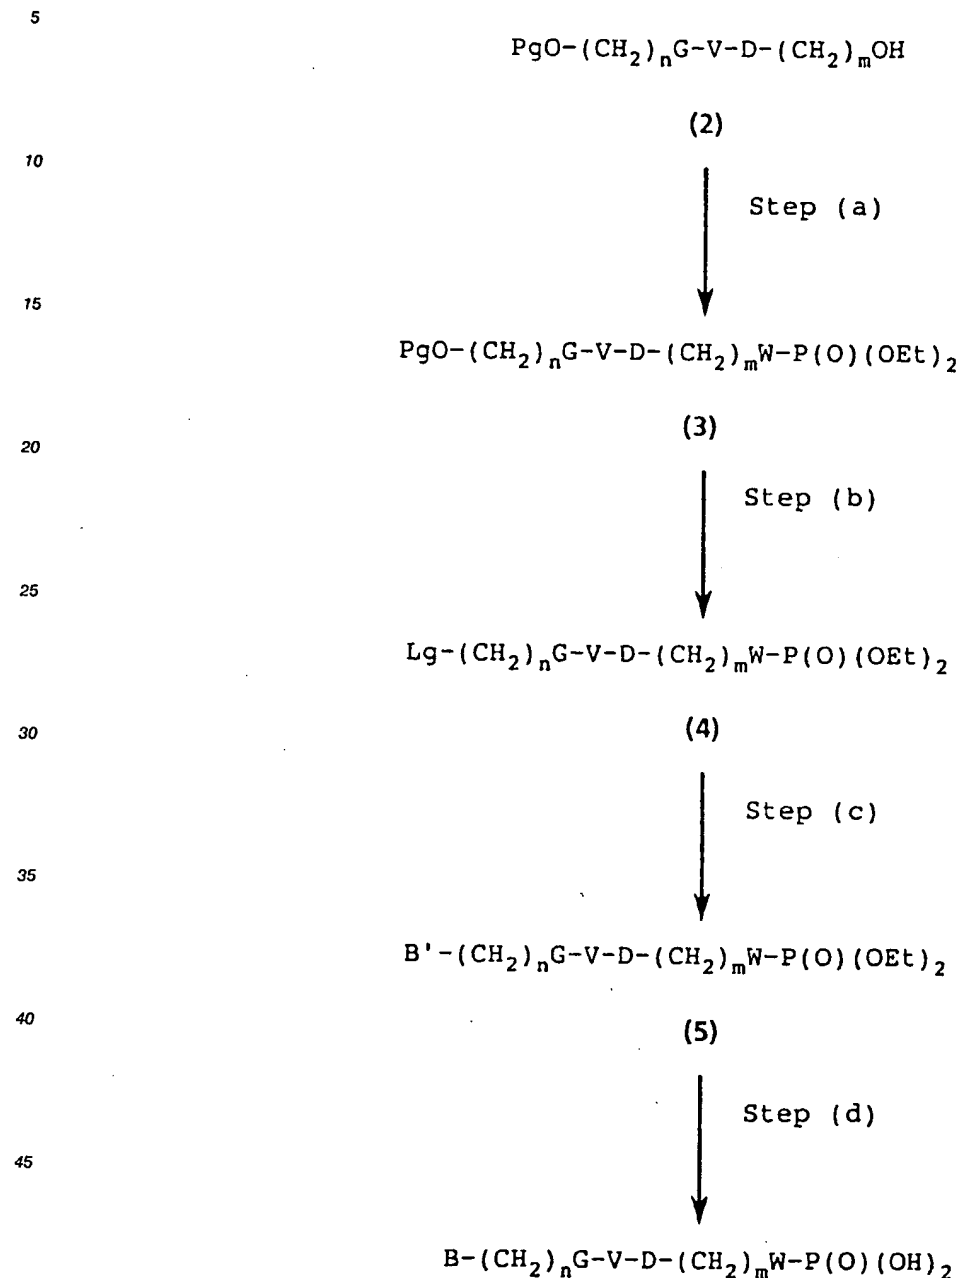 5
PgO-(CH₂)ₙG-V-D-(CH₂)ₘOH
(2)
10
Step (a)
15
PgO-(CH₂)ₙG-V-D-(CH₂)ₘW-P(O)(OEt)₂
(3)
20
Step (b)
25
Lg-(CH₂)ₙG-V-D-(CH₂)ₘW-P(O)(OEt)₂
(4)
30
Step (c)
35
B'-(CH₂)ₙG-V-D-(CH₂)ₘW-P(O)(OEt)₂
(5)
40
Step (d)
45
B-(CH₂)ₙG-V-D-(CH₂)ₘW-P(O)(OH)₂